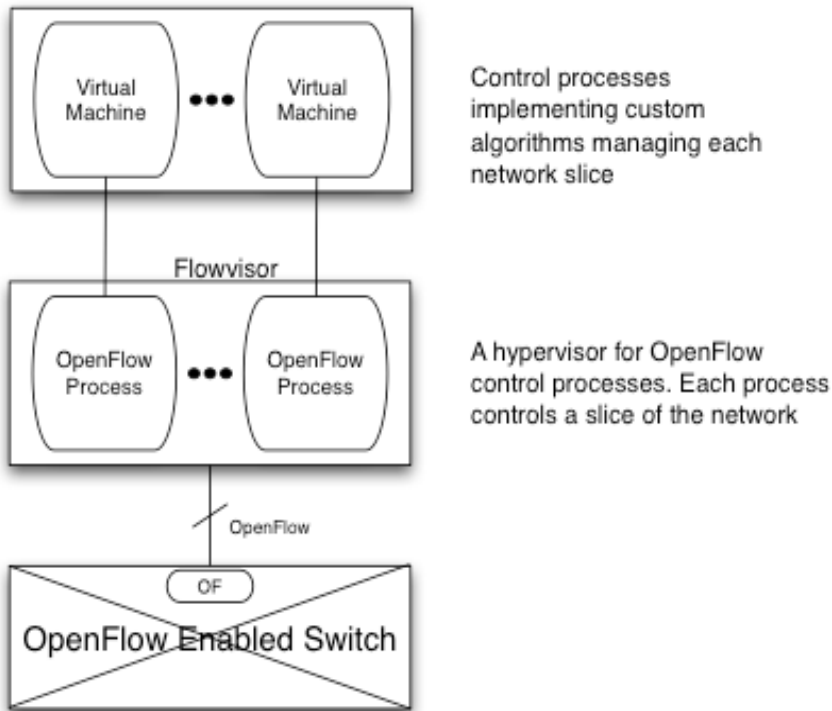 Virtual
Machine
Virtual
Machine
Control processes
implementing custom
algorithms managing each
network slice
Flowvisor
OpenFlow
Process
OpenFlow
Process
A hypervisor for OpenFlow
control processes. Each process
controls a slice of the network
OpenFlow
OF
OpenFlow Enabled Switch